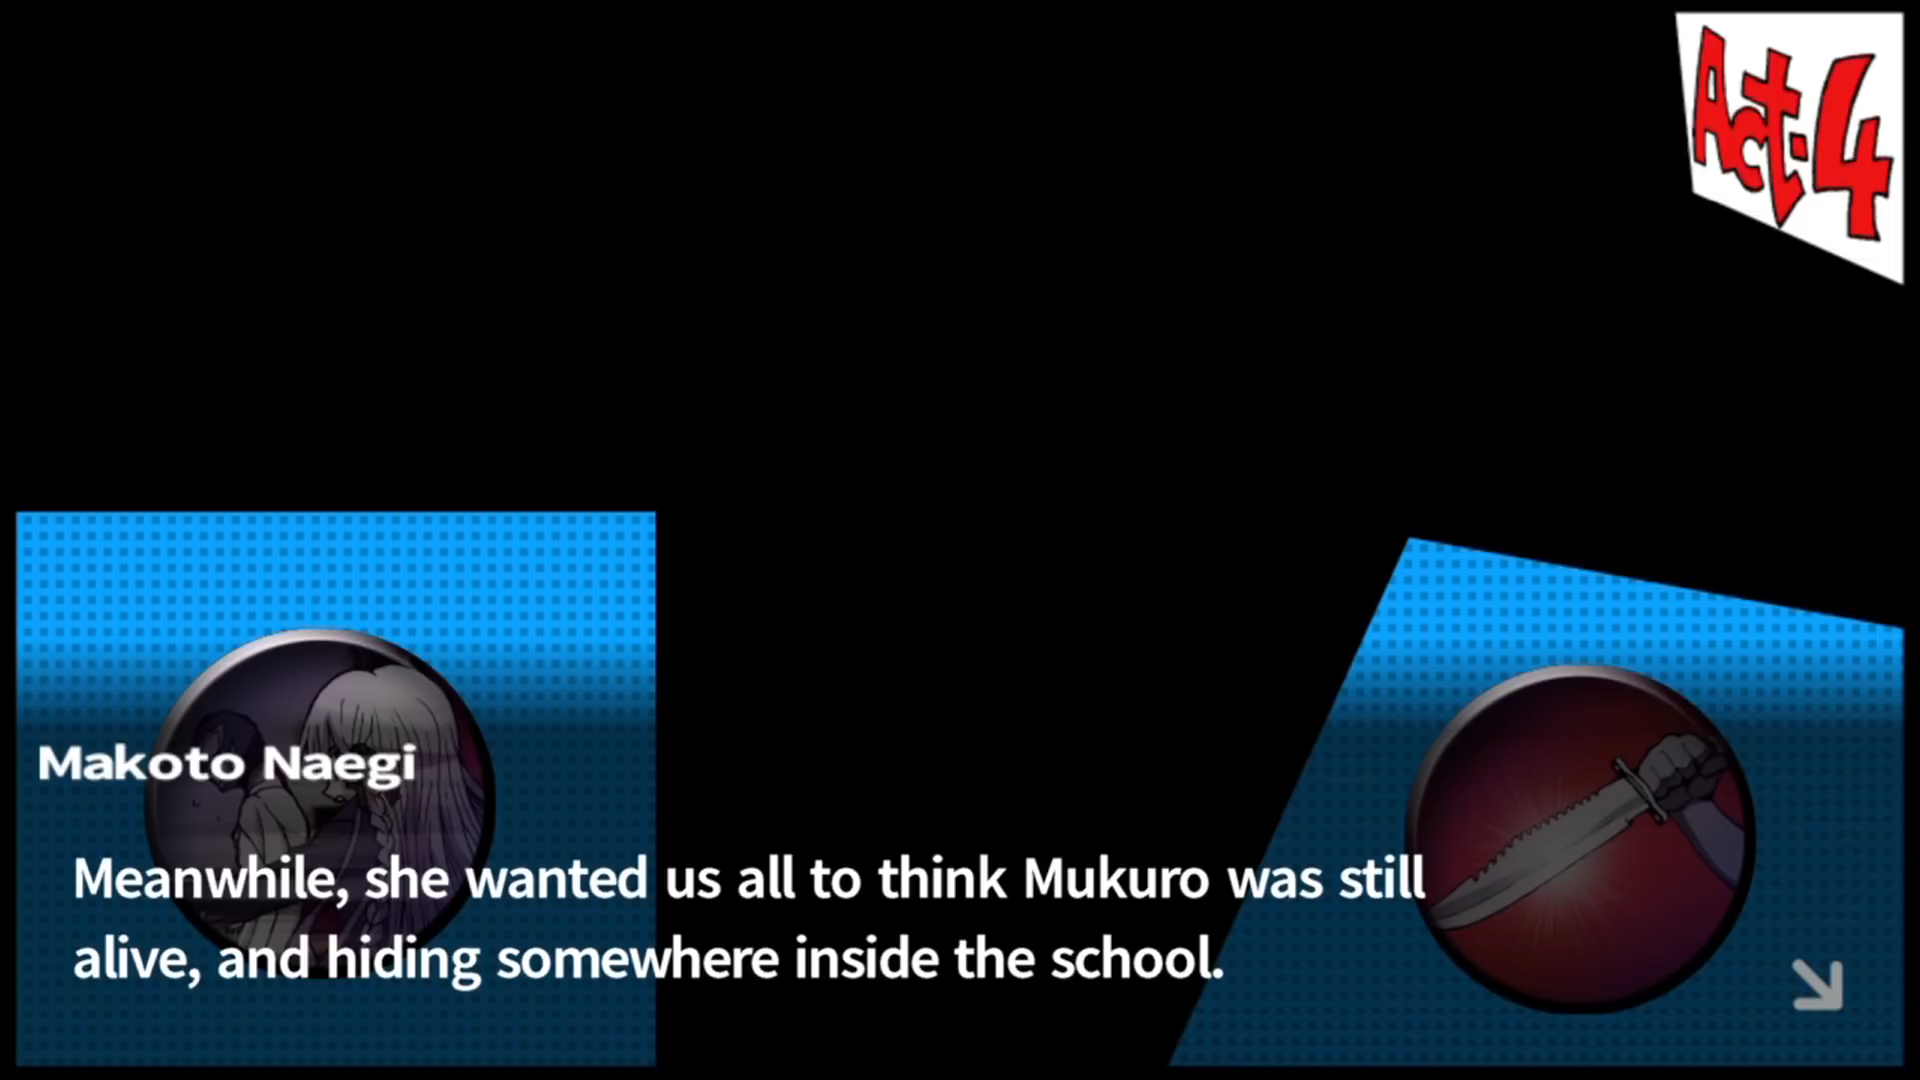 Act.4
Makoto Naegi
Meanwhile, she wanted us all to think Mukuro was still
alive, and hiding somewhere inside the school.